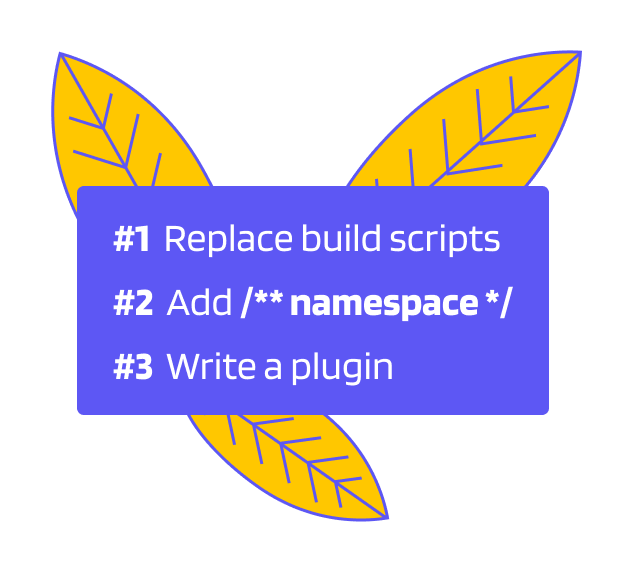 #1 Replace build scripts
#2 Add /** namespace */
#3 Write a plugin